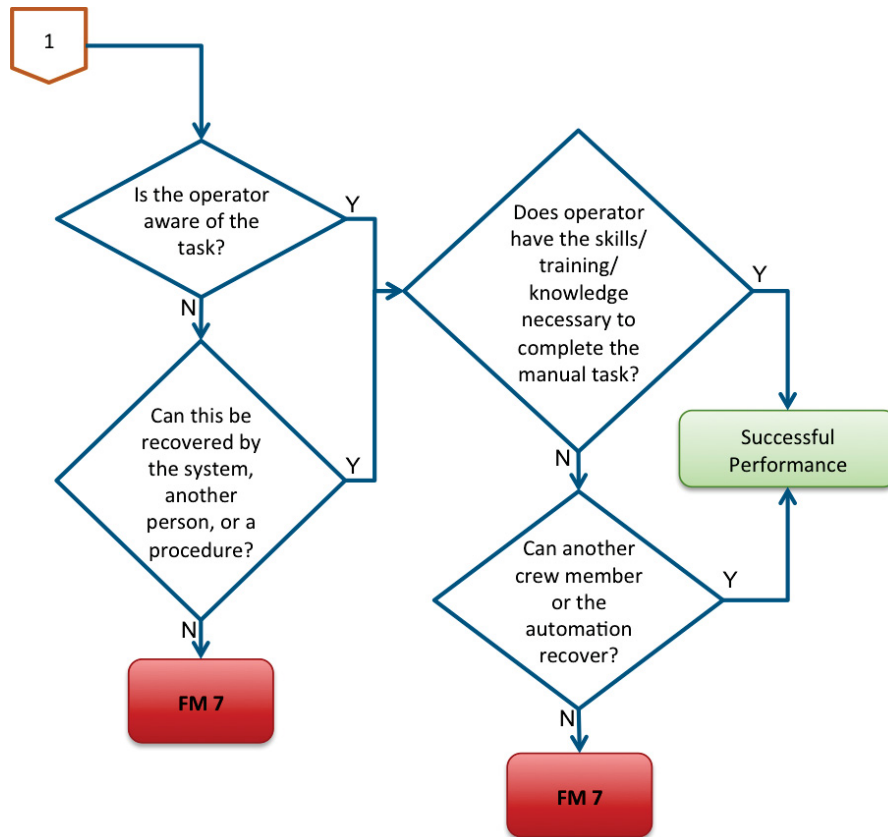 1
Is the operator
aware of the
task?
Y
N
Can this be
recovered by
the system,
another
person, or a
procedure?
Y
N
FM 7
Does operator
have the skills/
training/
knowledge
necessary to
complete the
manual task?
Y
N
Successful
Performance
Can another
crew member
or the
automation
recover?
Y
N
FM 7